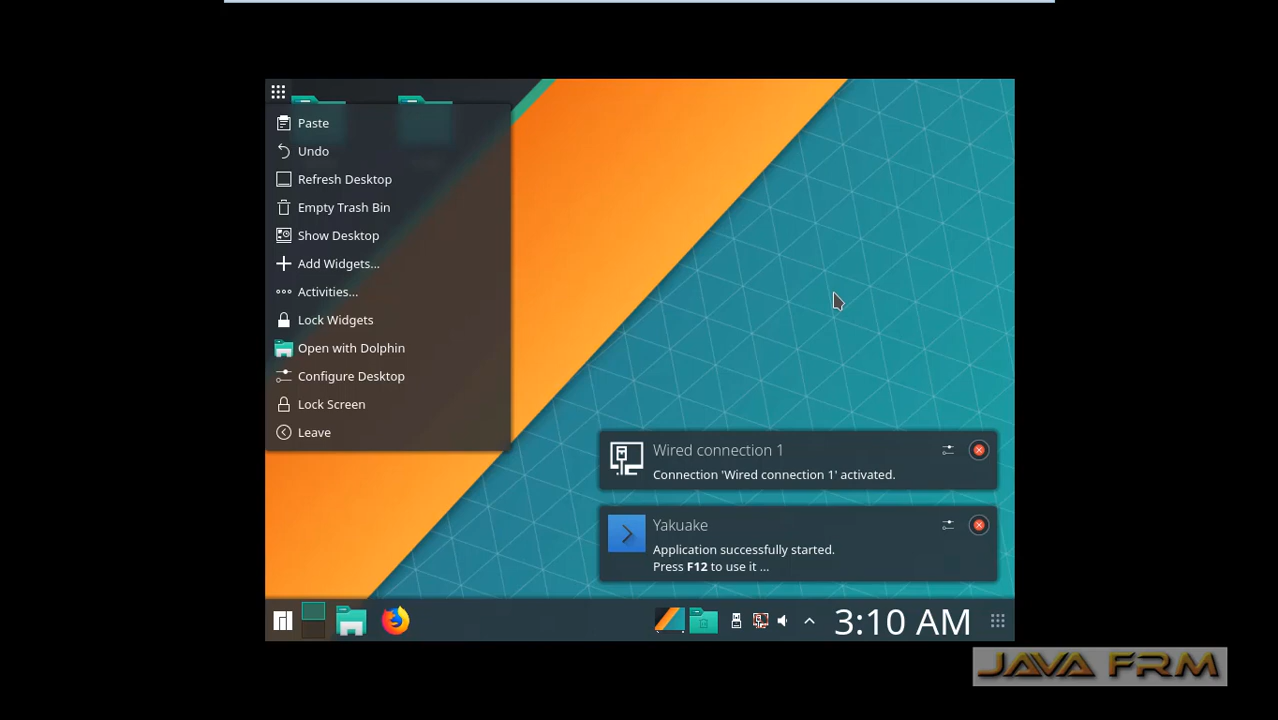 Paste
Undo
Refresh Desktop
Empty Trash Bin
Show Desktop
Add Widgets...
Activities...
Lock Widgets
Open with Dolphin
Configure Desktop
Lock Screen
Leave
Wired connection 1
Connection 'Wired connection 1' activated.
Yakuake
Application successfully started.
Press F12 to use it ...
3:10 AM
JAVA FRM